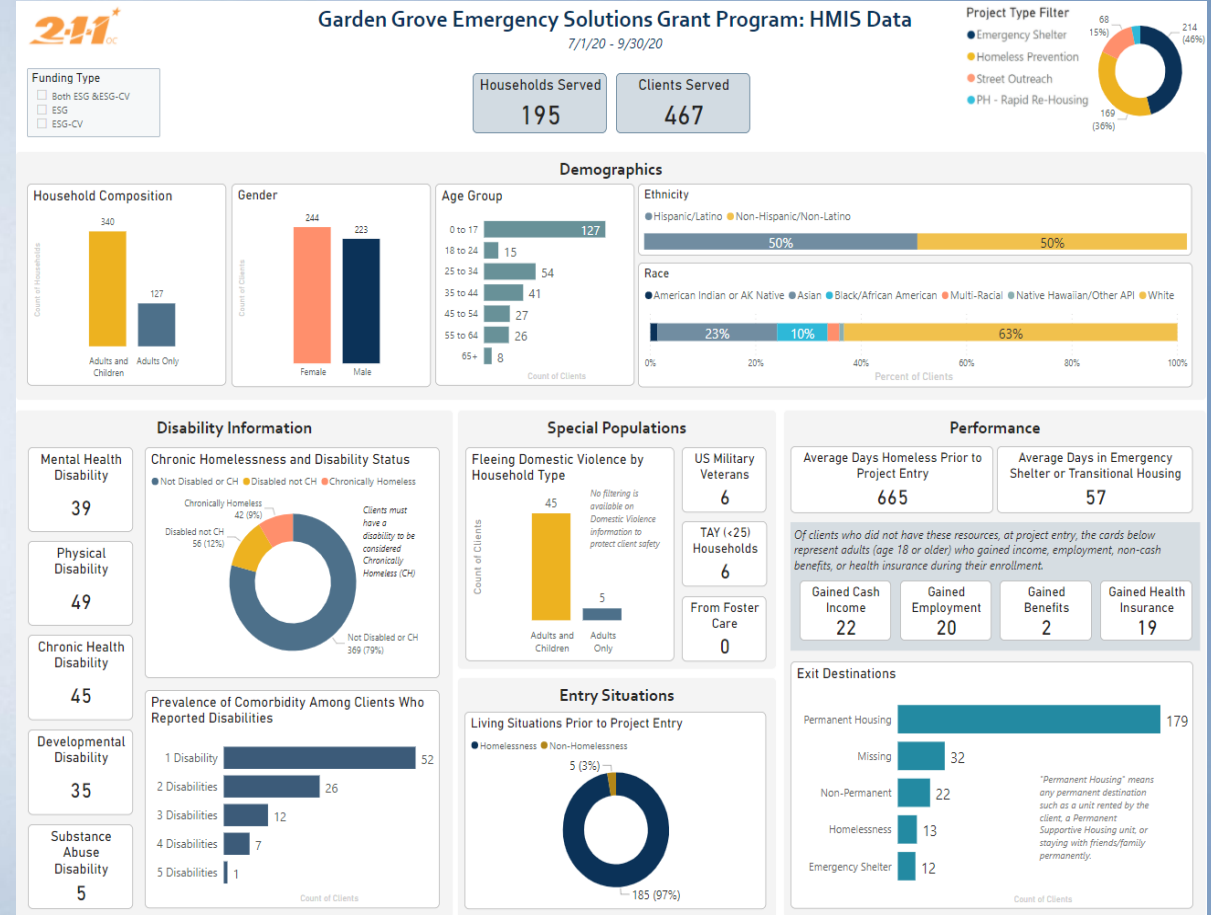 2-1-1 OC
Garden Grove Emergency Solutions Grant Program: HMIS Data
7/1/20 - 9/30/20
Funding Type
Both ESG &ESG-CV
ESG
ESG-CV
Households Served
195
Clients Served
467
Project Type Filter
Emergency Shelter
Homeless Prevention
Street Outreach
PH - Rapid Re-Housing
68
15%)
214
(46%)
169
(36%)
Demographics
Household Composition
Count of Households
340
127
Adults and
Children
Adults Only
Gender
Count of Clients
244
223
Female
Male
Age Group
0 to 17 127
18 to 24 15
25 to 34 54
35 to 44 41
45 to 54 27
55 to 64 26
65+ 8
Count of Clients
Ethnicity
Hispanic/Latino Non-Hispanic/Non-Latino
50% 50%
Race
American Indian or AK Native Asian Black/African American Multi-Racial Native Hawaiian/Other API White
23% 10% 63%
0% 20% 40% 60% 80% 100%
Percent of Clients
Disability Information
Mental Health
Disability
39
Physical
Disability
49
Chronic Health
Disability
45
Developmental
Disability
35
Substance
Abuse
Disability
5
Chronic Homelessness and Disability Status
Not Disabled or CH Disabled not CH Chronically Homeless
Chronically Homeless
42 (9%)
Disabled not CH
56 (12%)
Not Disabled or CH
369 (79%)
Clients must
have a
disability to be
considered
Chronically
Homeless (CH)
Prevalence of Comorbidity Among Clients Who
Reported Disabilities
1 Disability 52
2 Disabilities 26
3 Disabilities 12
4 Disabilities 7
5 Disabilities 1
Count of Clients
Special Populations
Fleeing Domestic Violence by
Household Type
Count of Clients
45
5
Adults and
Children
Adults
Only
No filtering is
available on
Domestic Violence
information to
protect client safety
US Military
Veterans
6
TAY (<25)
Households
6
From Foster
Care
0
Entry Situations
Living Situations Prior to Project Entry
Homelessness Non-Homelessness
5 (3%)
185 (97%)
Performance
Average Days Homeless Prior to
Project Entry
665
Average Days in Emergency
Shelter or Transitional Housing
57
Of clients who did not have these resources, at project entry, the cards below
represent adults (age 18 or older) who gained income, employment, non-cash
benefits, or health insurance during their enrollment.
Gained Cash
Income
22
Gained
Employment
20
Gained
Benefits
2
Gained Health
Insurance
19
Exit Destinations
Permanent Housing 179
Missing 32
Non-Permanent 22
Homelessness 13
Emergency Shelter 12
Count of Clients
"Permanent Housing" means
any permanent destination
such as a unit rented by the
client, a Permanent
Supportive Housing unit, or
staying with friends/family
permanently.